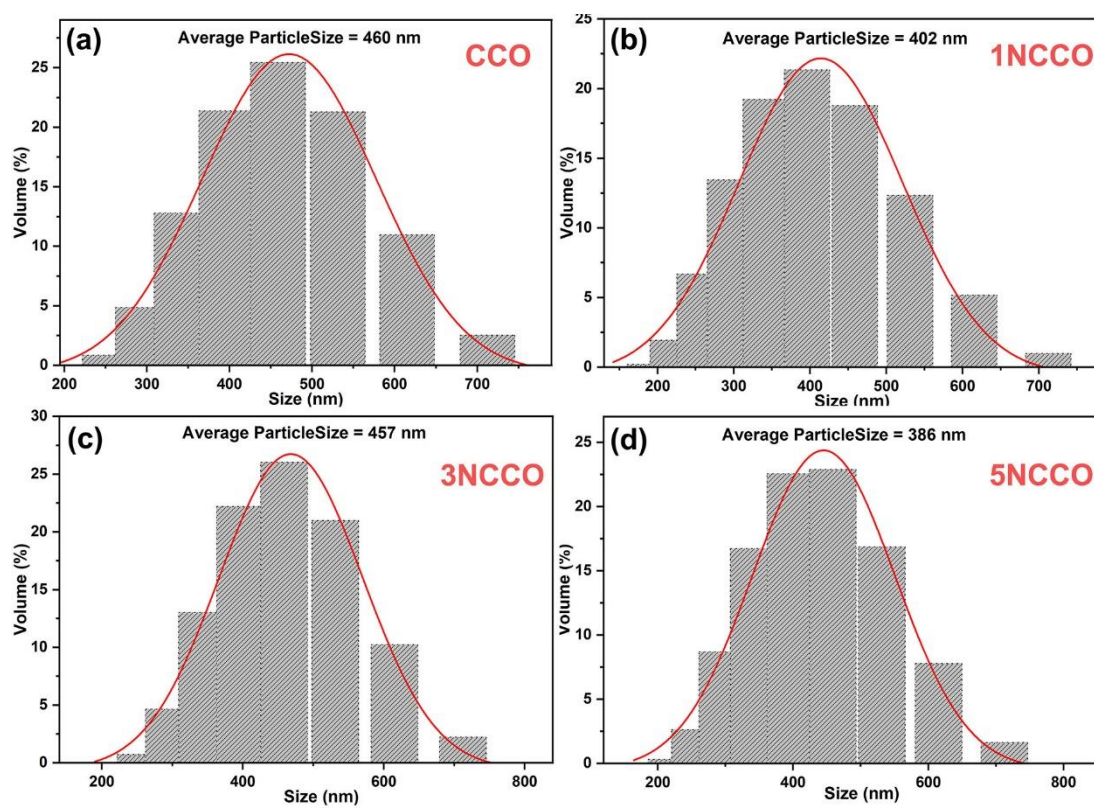 (a)
Average ParticleSize = 460 nm
CCO
Volume (%)
25
20
15
10
5
0
200 300 400 500 600 700
Size (nm)
(b)
Average ParticleSize = 402 nm
1NCCO
Volume (%)
25
20
15
10
5
0
200 300 400 500 600 700
Size (nm)
(c)
Average ParticleSize = 457 nm
3NCCO
Volume (%)
30
25
20
15
10
5
0
200 400 600 800
Size (nm)
(d)
Average ParticleSize = 386 nm
5NCCO
Volume (%)
25
20
15
10
5
0
200 400 600 800
Size (nm)